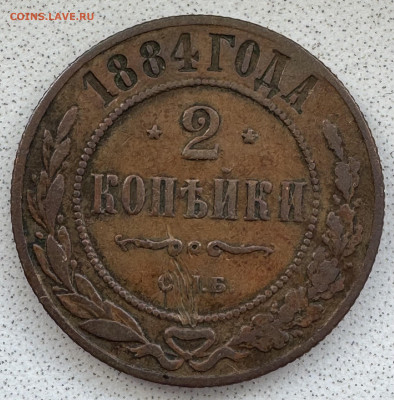 COINS.LAVE.RU
1884 ГОДА
2
КОПѢЙКИ
С.П.Б.